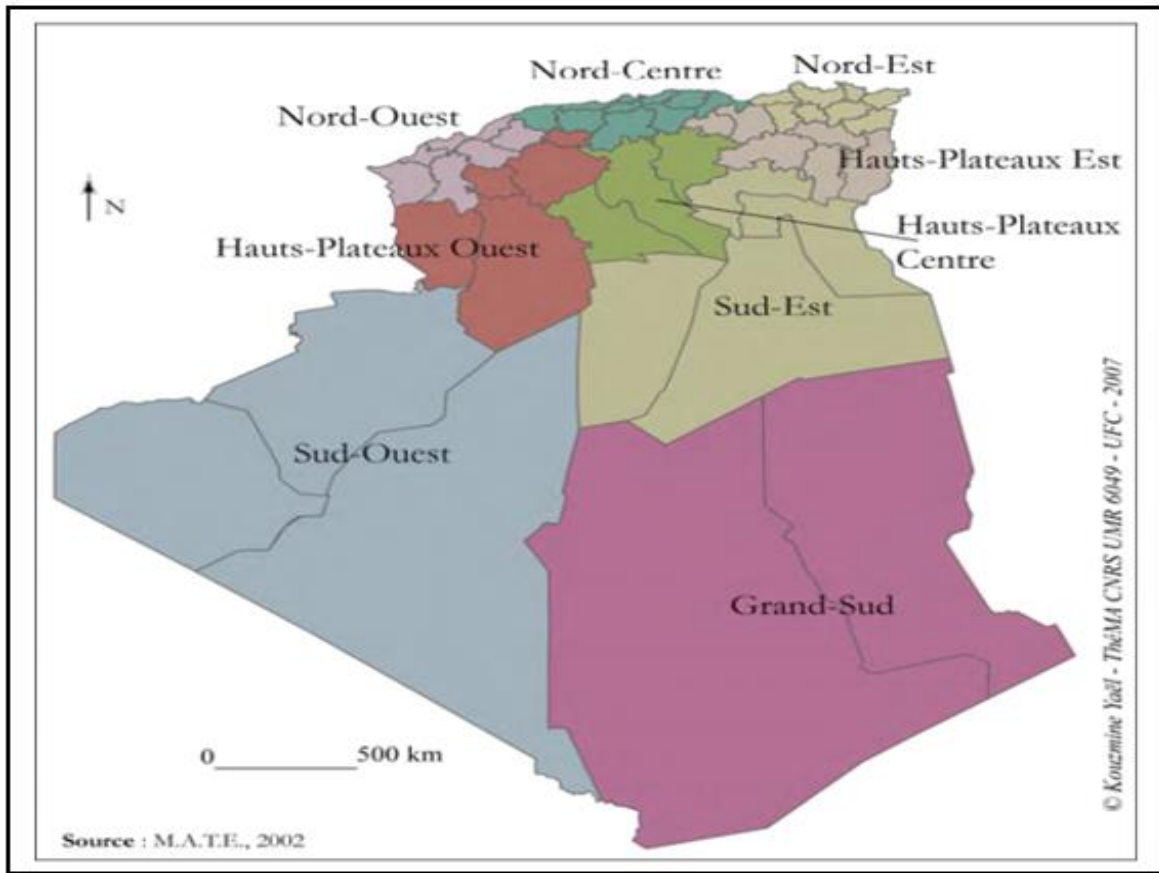 Nord-Centre
Nord-Est
Nord-Ouest
Hauts-Plateaux Est
N
Hauts-Plateaux
Centre
Hauts-Plateaux Ouest
Sud-Est
Sud-Ouest
Grand-Sud
0 500 km
Source : M.A.T.E., 2002
© Kouzmine Yaël - ThéMA CNRS UMR 6049 - UFC - 2007